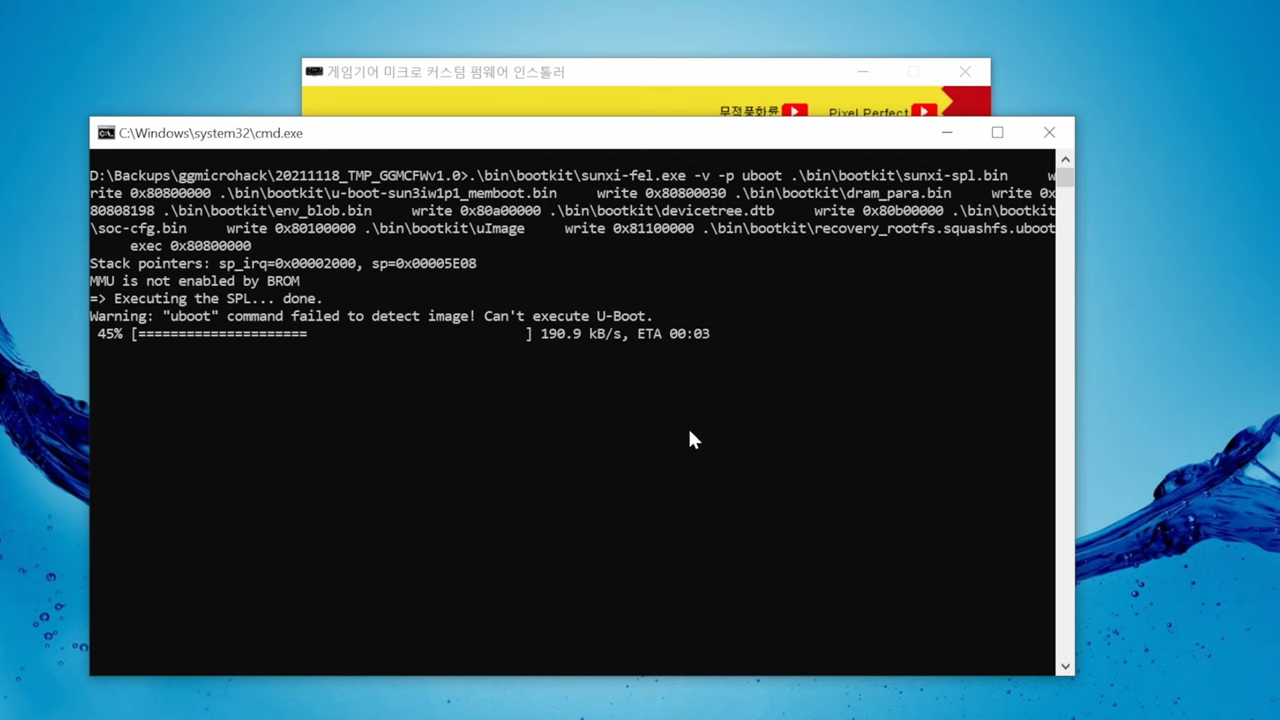 게임기어 미크로 커스텀 펌웨어 인스톨러
무적풍화륜 Pixel Perfect
C:\Windows\system32\cmd.exe
D:\Backups\ggmicrohack\20211118_TMP_GGMCFWv1.0>.\bin\bootkit\sunxi-fel.exe -v -p uboot .\bin\bootkit\sunxi-spl.bin     w
rite 0x80800000 .\bin\bootkit\u-boot-sun3iw1p1_memboot.bin     write 0x80800030 .\bin\bootkit\dram_para.bin     write 0x
80808198 .\bin\bootkit\env_blob.bin     write 0x80a00000 .\bin\bootkit\devicetree.dtb     write 0x80b00000 .\bin\bootkit
\soc-cfg.bin     write 0x80100000 .\bin\bootkit\uImage     write 0x81100000 .\bin\bootkit\recovery_rootfs.squashfs.uboot
     exec 0x80800000
Stack pointers: sp_irq=0x00002000, sp=0x00005E08
MMU is not enabled by BROM
=> Executing the SPL... done.
Warning: "uboot" command failed to detect image! Can't execute U-Boot.
 45% [=====================                           ] 190.9 kB/s, ETA 00:03